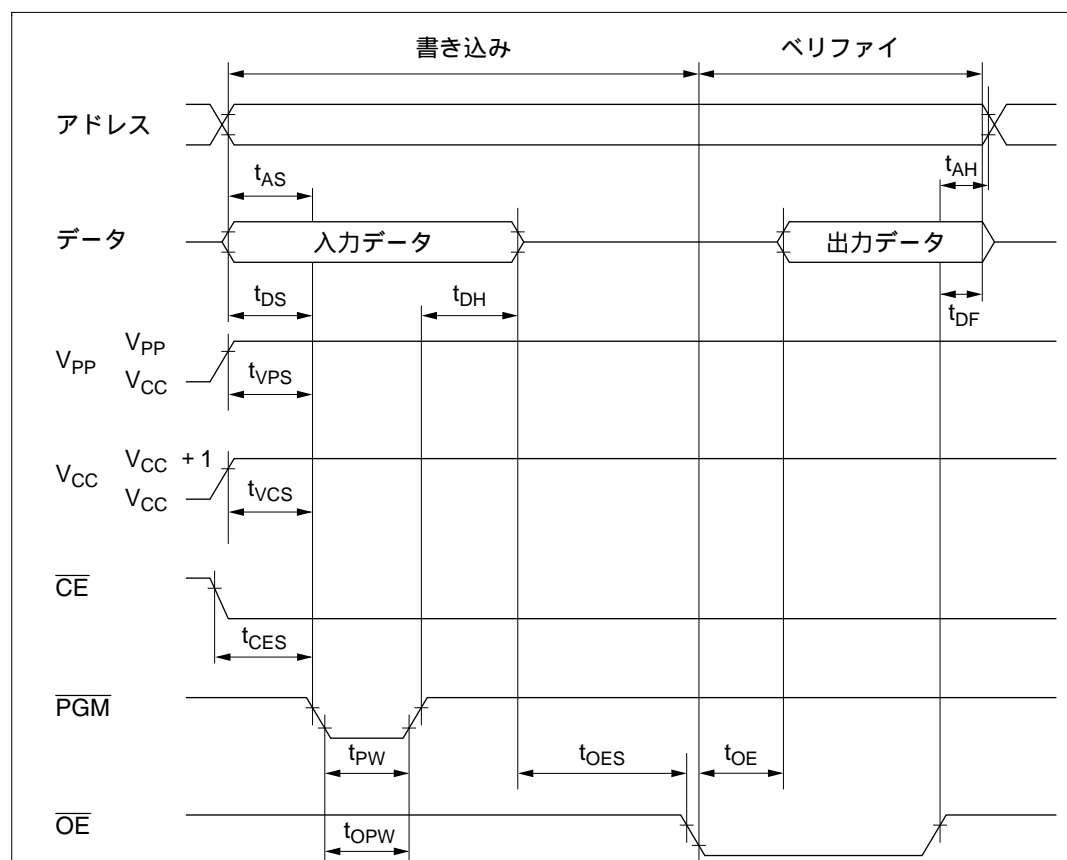 書き込み ベリファイ
アドレス
tAS tAH
データ 入力データ 出力データ
tDS tDH tDF
VPP VPP
VCC
tVPS
VCC VCC + 1
VCC
tVCS
CE
tCES
PGM
tPW tOES tOE
OE
tOPW